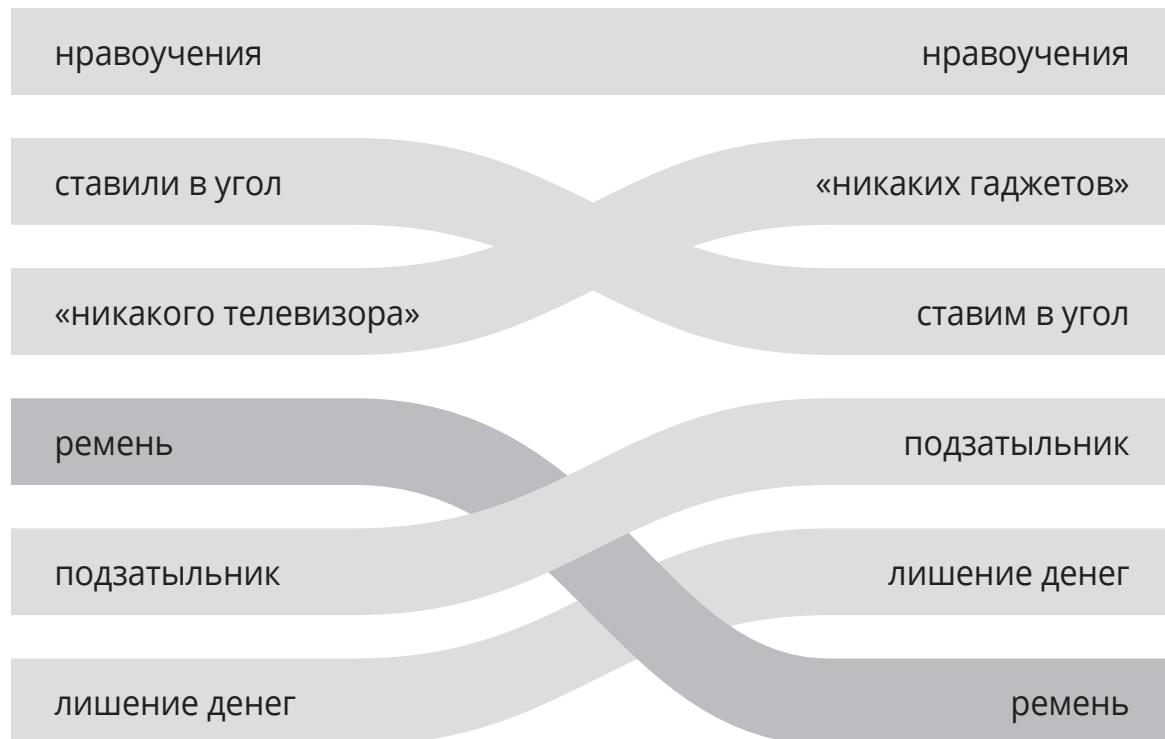 нравоучения нравоучения
ставили в угол «никаких гаджетов»
«никакого телевизора» ставим в угол
ремень подзатыльник
подзатыльник лишение денег
лишение денег ремень